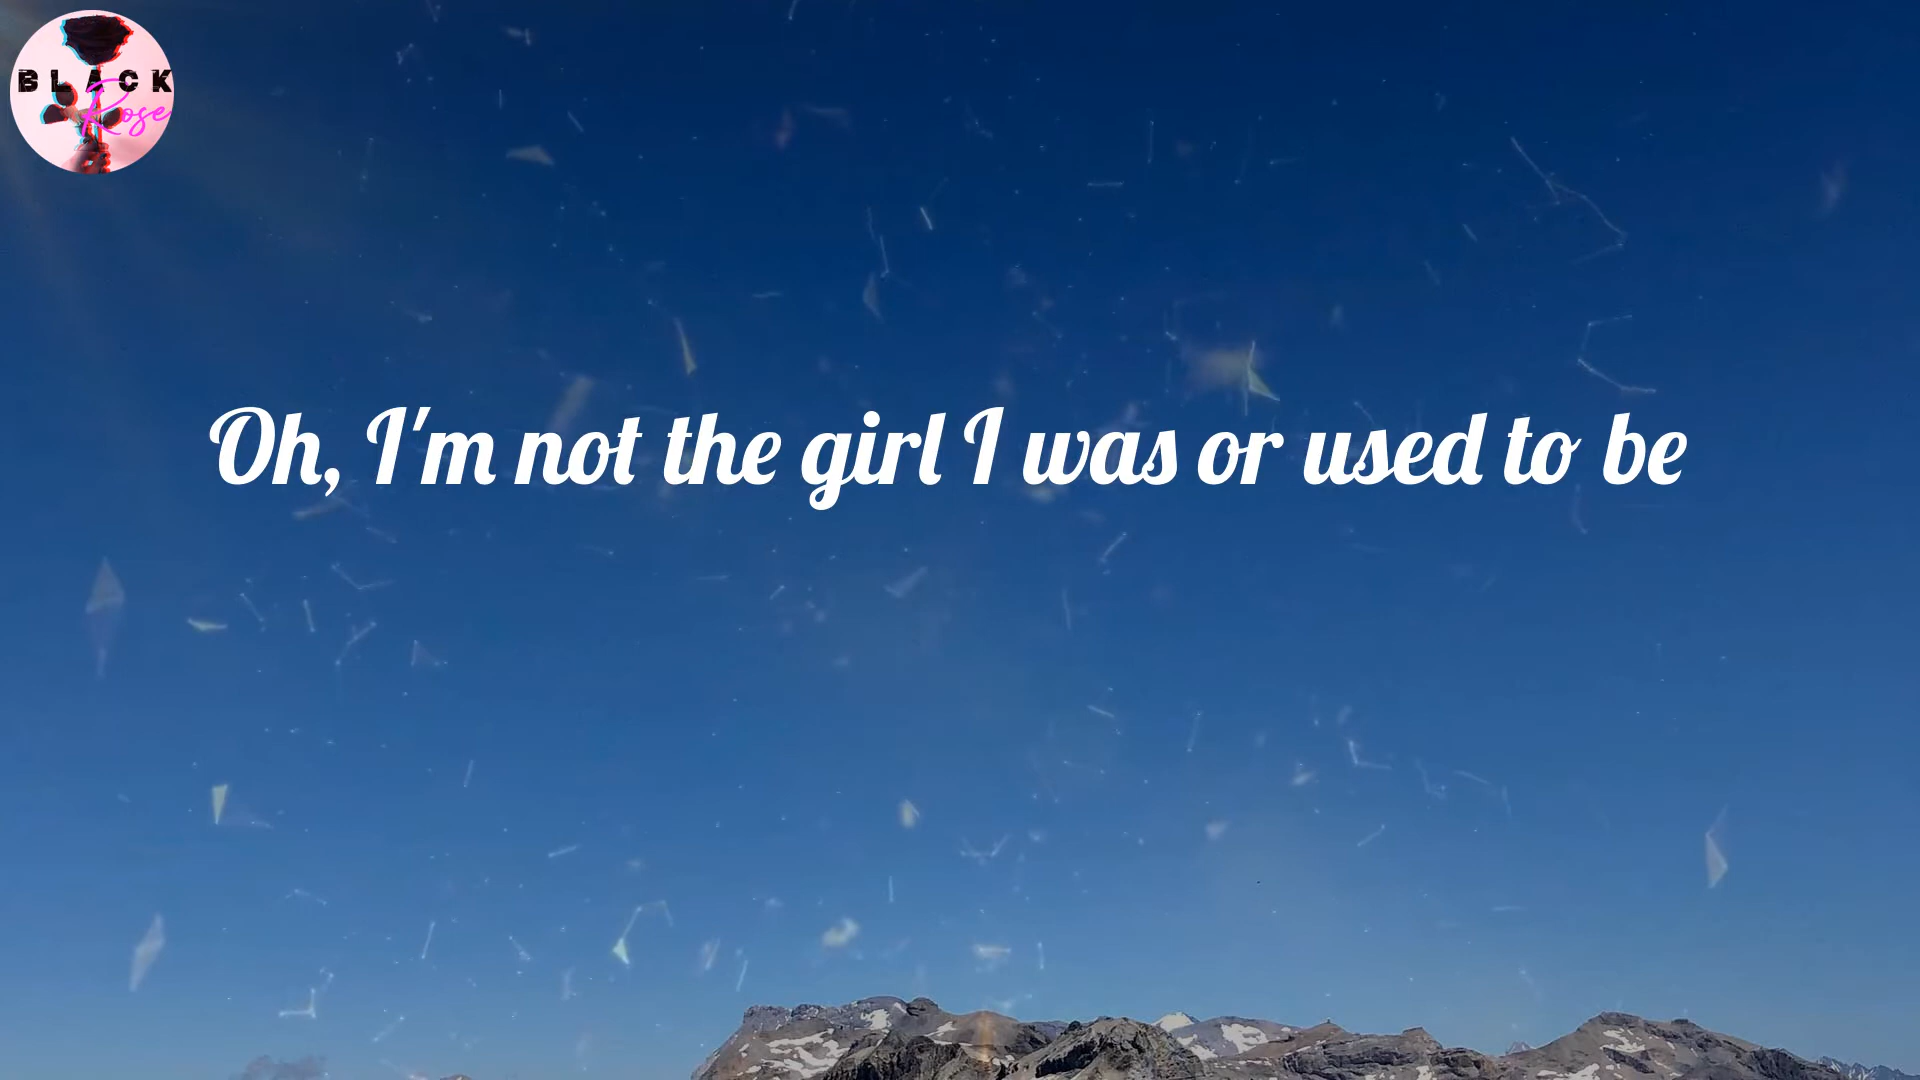 BLACK
Rose
Oh, I'm not the girl I was or used to be